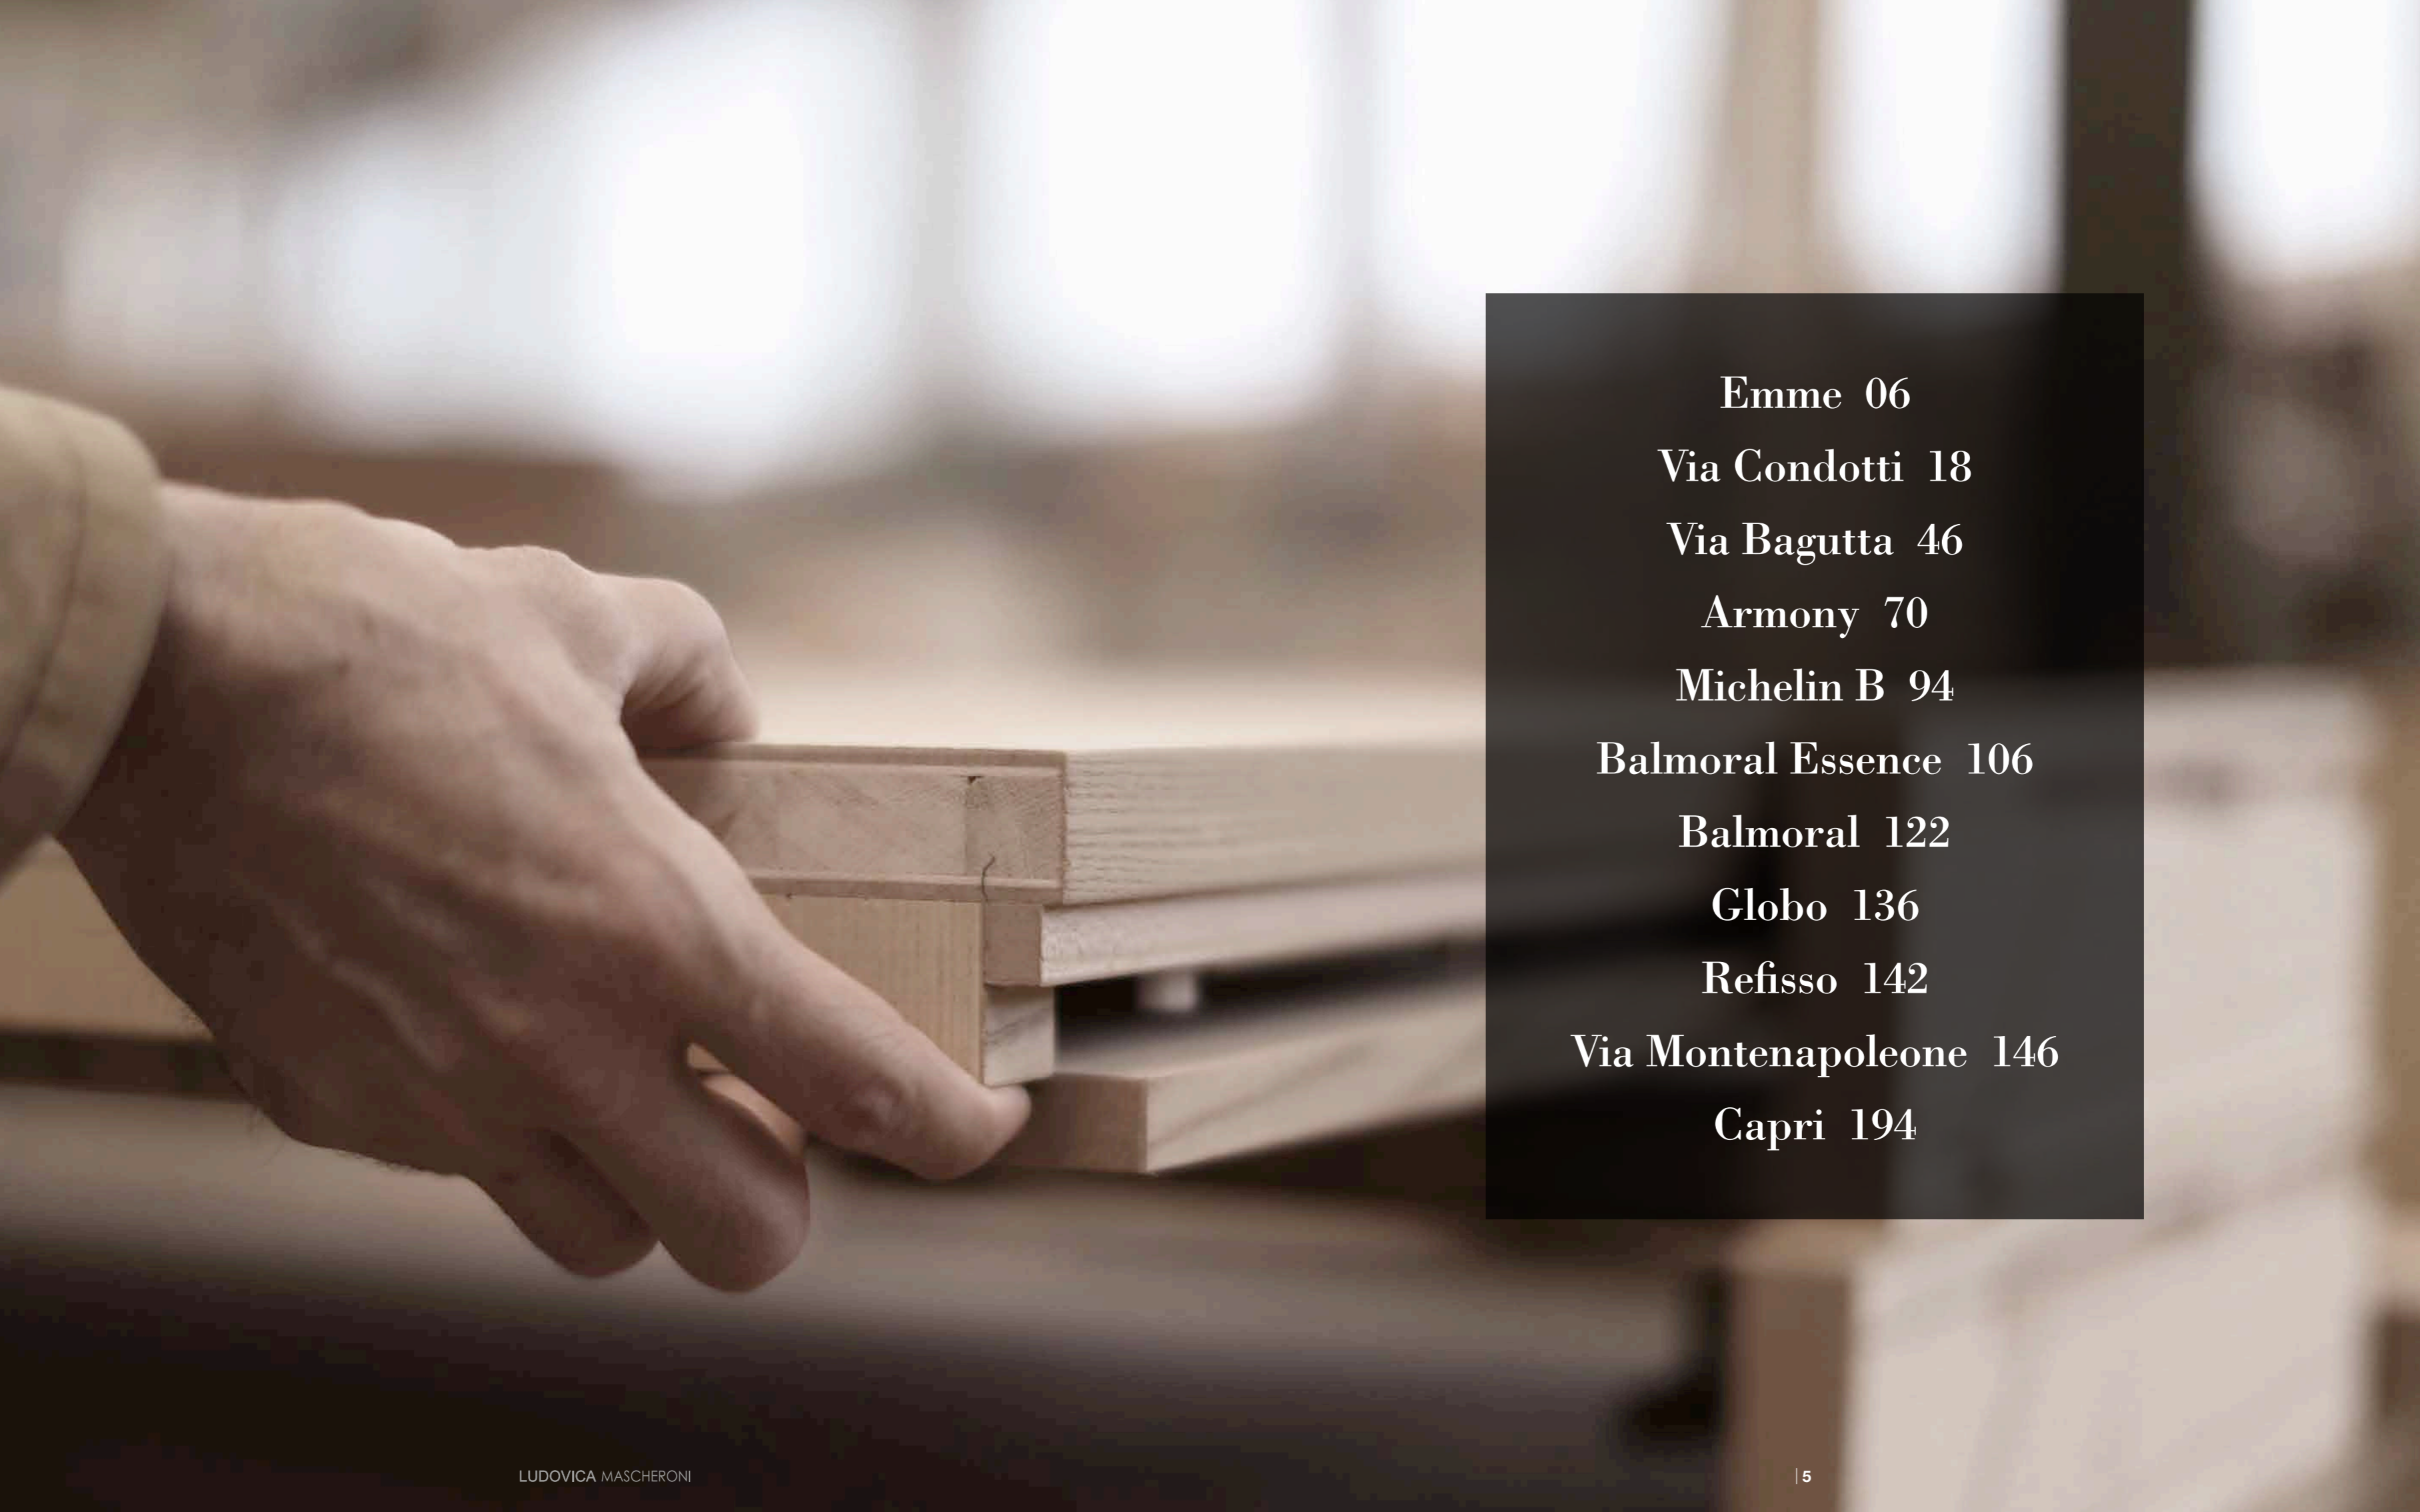 Emme 06
Via Condotti 18
Via Bagutta 46
Armony 70
Michelin B 94
Balmoral Essence 106
Balmoral 122
Globo 136
Refisso 142
Via Montenapoleone 146
Capri 194
LUDOVICA MASCHERONI
| 5